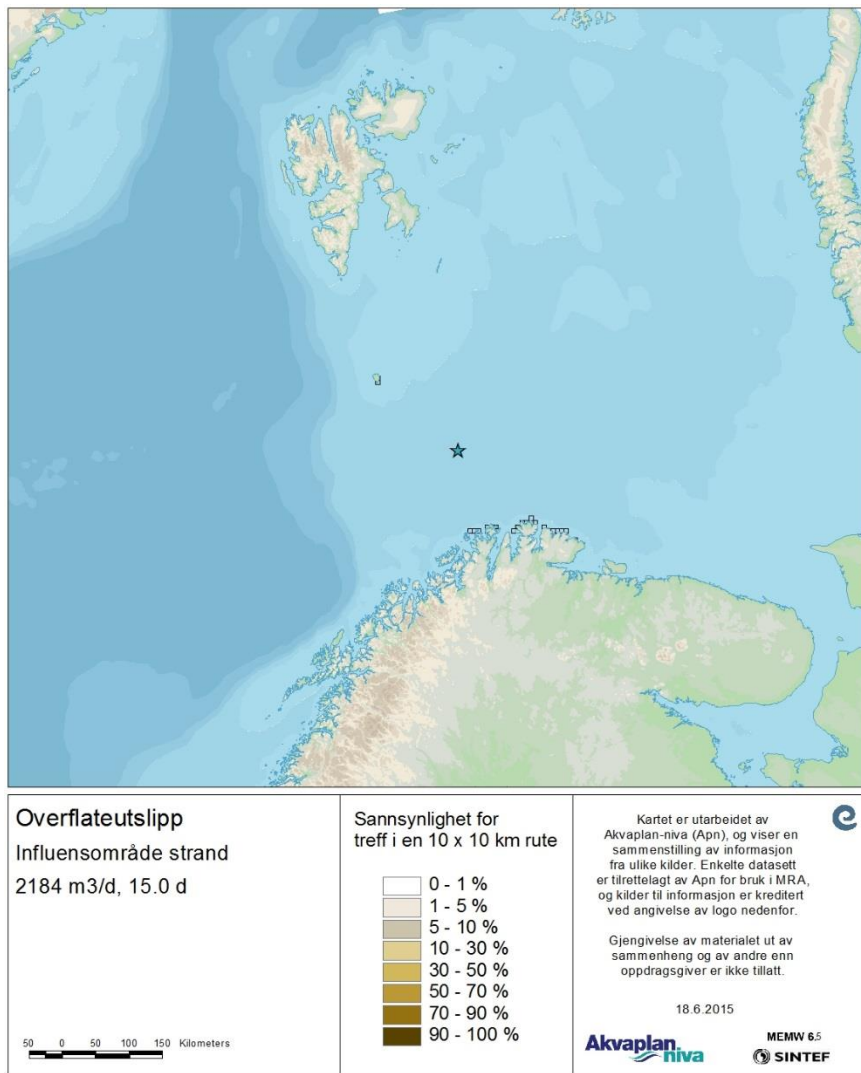 Overflateutslipp
Influensområde strand
2184 m3/d, 15.0 d
50 0 50 100 150 Kilometers
Sannsynlighet for
treff i en 10 x 10 km rute
0 - 1 %
1 - 5 %
5 - 10 %
10 - 30 %
30 - 50 %
50 - 70 %
70 - 90 %
90 - 100 %
Kartet er utarbeidet av
Akvaplan-niva (Apn), og viser en
sammenstilling av informasjon
fra ulike kilder. Enkelte datasett
er tilrettelagt av Apn for bruk i MRA,
og kilder til informasjon er kreditert
ved angivelse av logo nedenfor.
Gjengivelse av materialet ut av
sammenheng og av andre enn
oppdragsgiver er ikke tillatt.
18.6.2015
Akvaplan
niva
MEMW 6.5
SINTEF